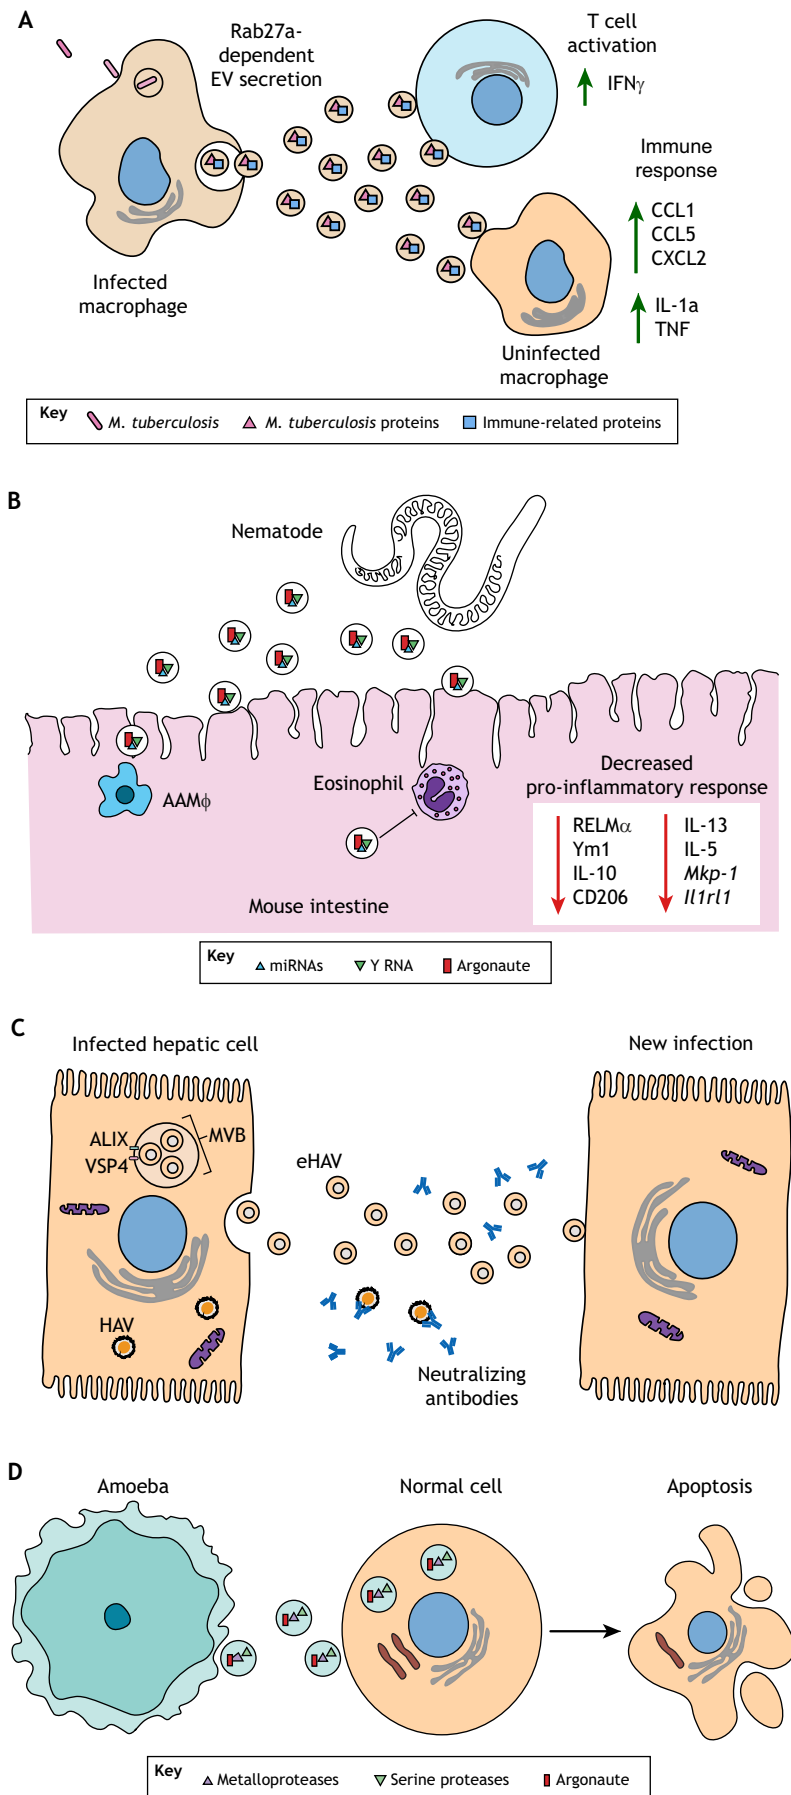 A
Rab27a-
dependent
EV secretion
T cell
activation
IFNγ
Immune
response
CCL1
CCL5
CXCL2
IL-1a
TNF
Infected
macrophage
Uninfected
macrophage
Key
M. tuberculosis
M. tuberculosis proteins
Immune-related proteins
B
Nematode
AAMϕ
Eosinophil
Decreased
pro-inflammatory response
RELMα
Ym1
IL-10
CD206
IL-13
IL-5
Mkp-1
Il1rl1
Mouse intestine
Key
miRNAs
Y RNA
Argonaute
C
Infected hepatic cell
New infection
ALIX
VSP4
MVB
eHAV
HAV
Neutralizing
antibodies
D
Amoeba
Normal cell
Apoptosis
Key
Metalloproteases
Serine proteases
Argonaute